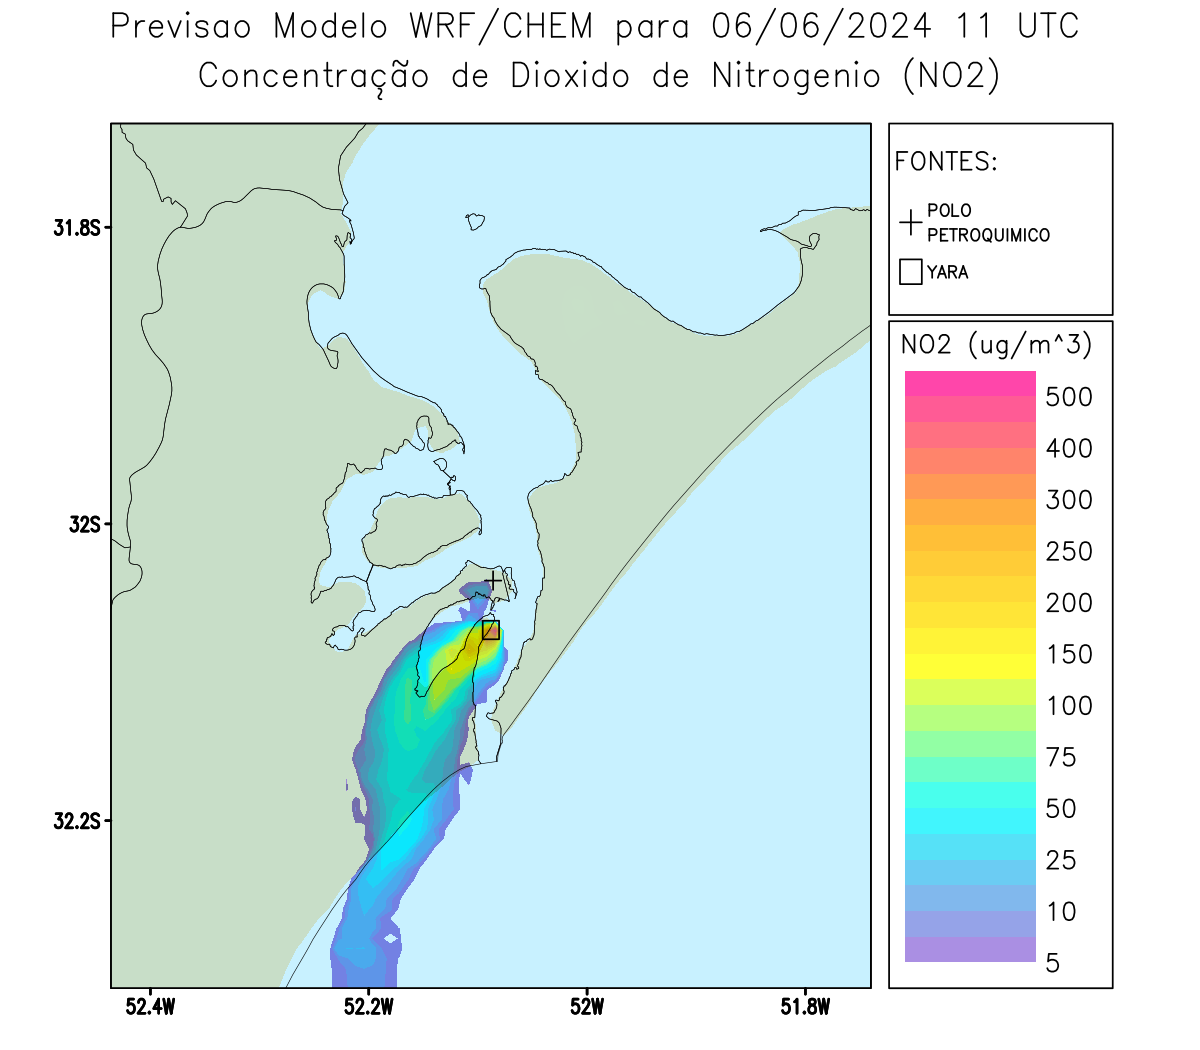 Previsao Modelo WRF/CHEM para 06/06/2024 11 UTC
Concentração de Dioxido de Nitrogenio (NO2)
FONTES:
POLO
PETROQUIMICO
YARA
NO2 (ug/m^3)
500
400
300
250
200
150
100
75
50
25
10
5
31.8S
32S
32.2S
52.4W
52.2W
52W
51.8W